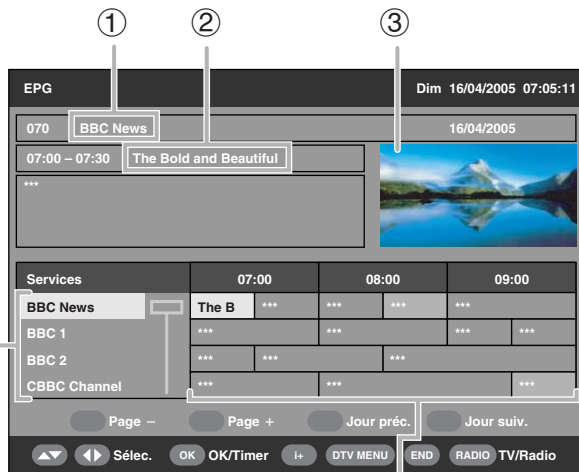 ① ② ③
EPG Dim 16/04/2005 07:05:11
070 BBC News 16/04/2005
07:00 – 07:30 The Bold and Beautiful
***
Services 07:00 08:00 09:00
BBC News The B *** *** *** ***
BBC 1 *** *** *** ***
BBC 2 *** *** ***
CBBC Channel *** *** ***
Page – Page + Jour préc. Jour suiv.
Sélec. OK OK/Timer i+ DTV MENU END RADIO TV/Radio